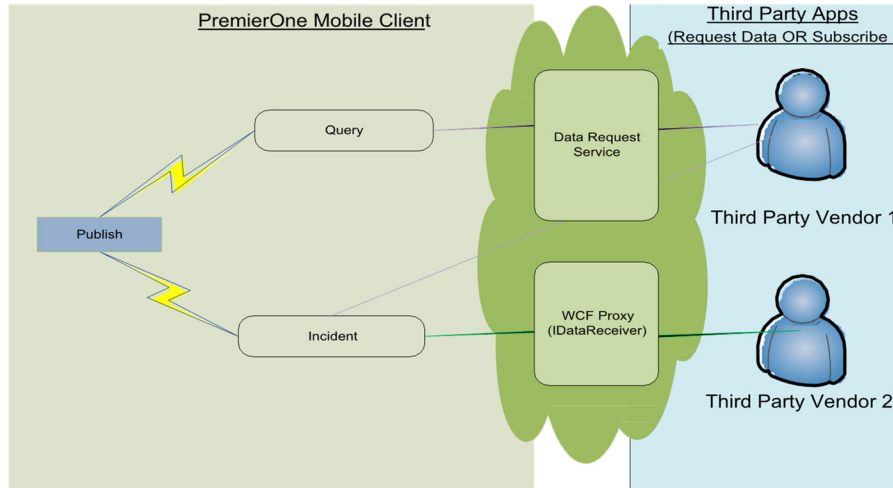 PremierOne Mobile Client
Third Party Apps
(Request Data OR Subscribe
Query
Data Request
Service
Publish
Third Party Vendor 1
Incident
WCF Proxy
(IDataReceiver)
Third Party Vendor 2